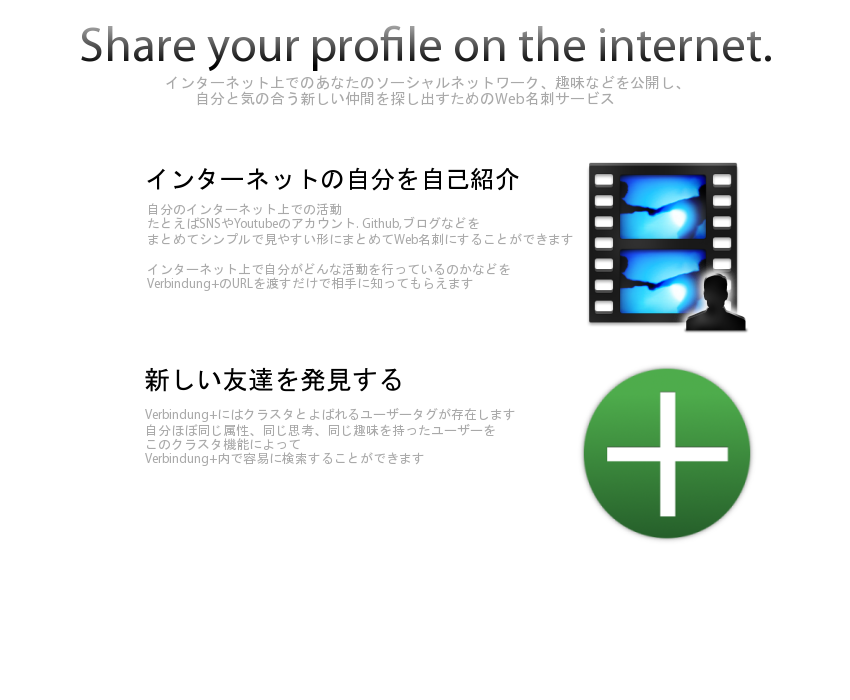 Share your profile on the internet.
インターネット上でのあなたのソーシャルネットワーク、趣味などを公開し、
自分と気の合う新しい仲間を探し出すためのWeb名刺サービス
インターネットの自分を自己紹介
自分のインターネット上での活動
たとえばSNSやYoutubeのアカウント. Github,ブログなどを
まとめてシンプルで見やすい形にまとめてWeb名刺にすることができます
インターネット上で自分がどんな活動を行っているのかなどを
Verbindung+のURLを渡すだけで相手に知ってもらえます
新しい友達を発見する
Verbindung+にはクラスタとよばれるユーザータグが存在します
自分ほぼ同じ属性、同じ思考、同じ趣味を持ったユーザーを
このクラスタ機能によって
Verbindung+内で容易に検索することができます